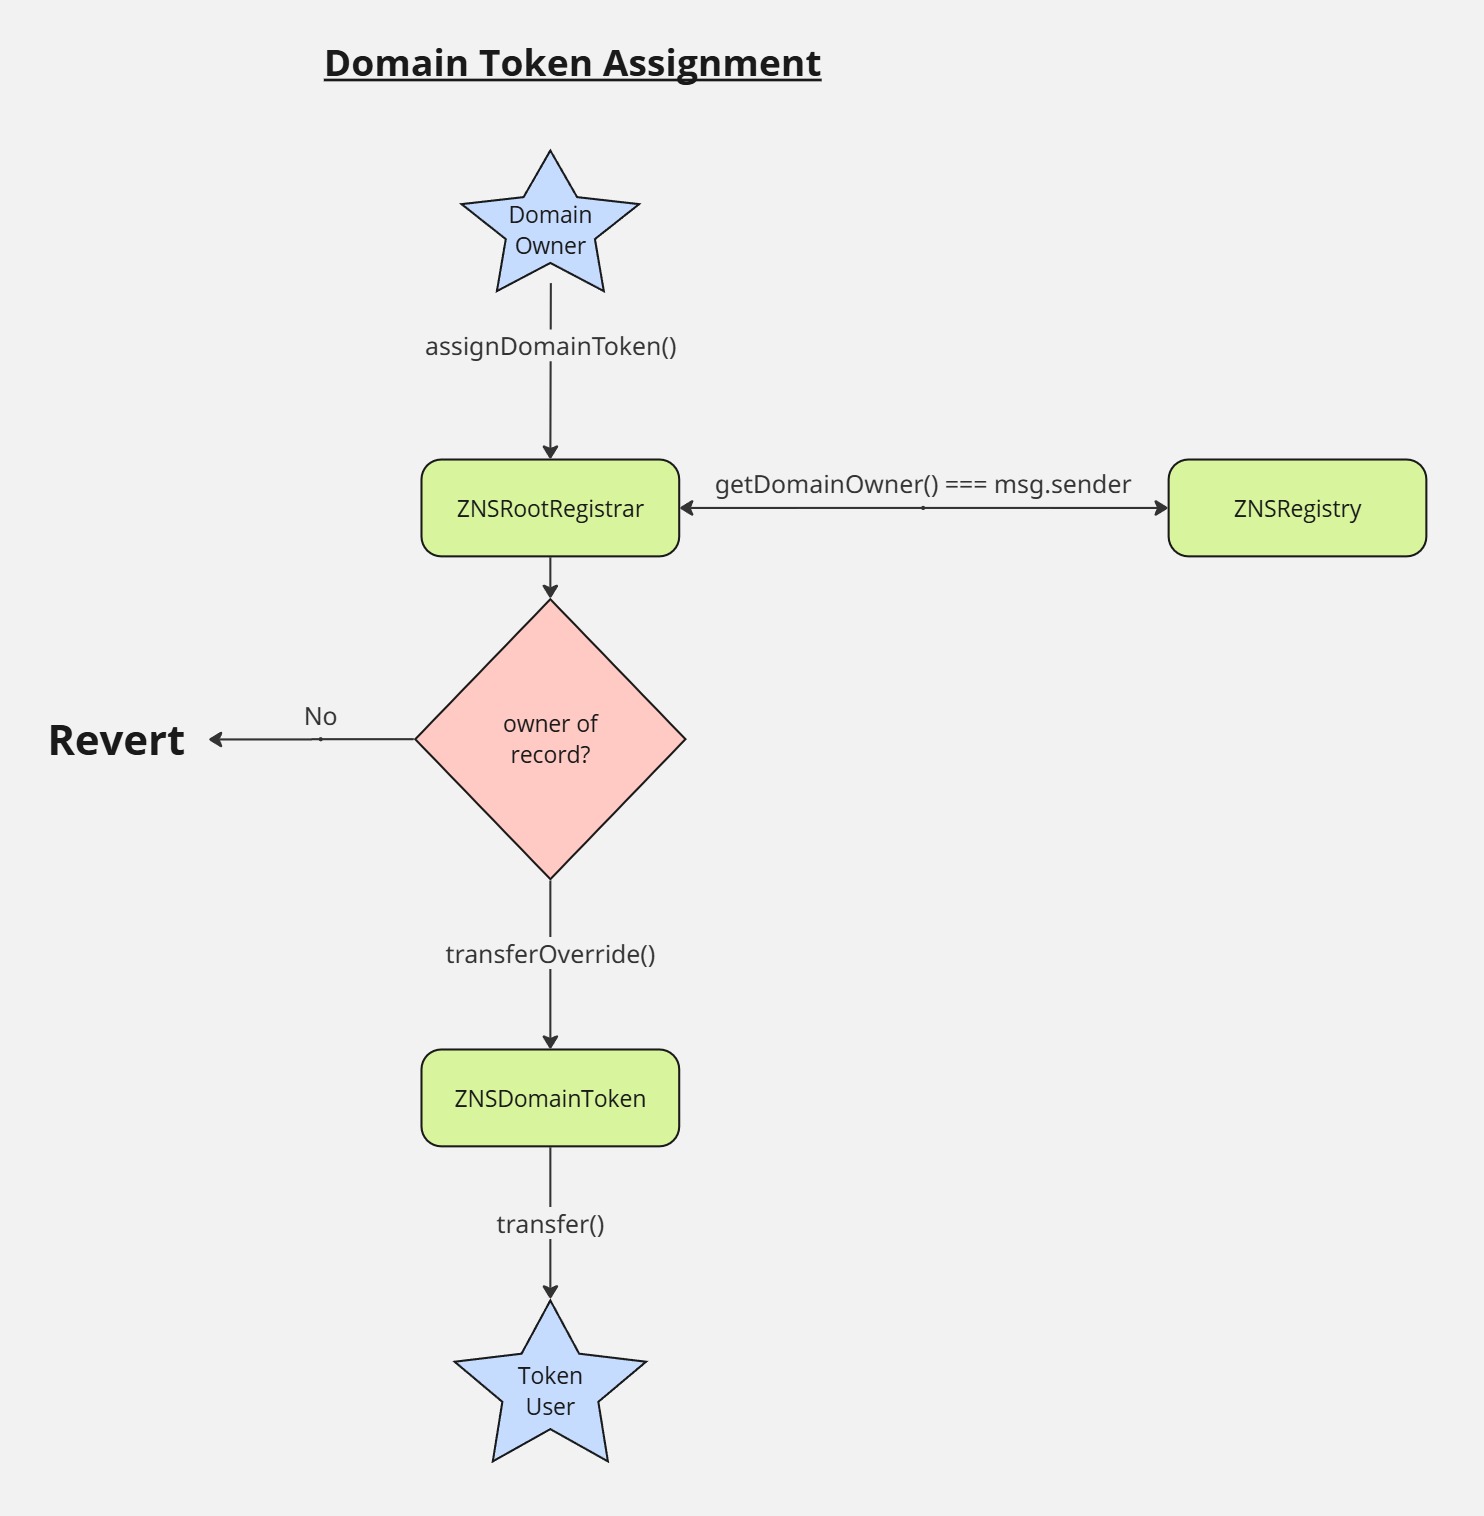 Domain Token Assignment
Domain
Owner
assignDomainToken()
ZNSRootRegistrar
getDomainOwner() === msg.sender
ZNSRegistry
owner of
record?
No
Revert
transferOverride()
ZNSDomainToken
transfer()
Token
User